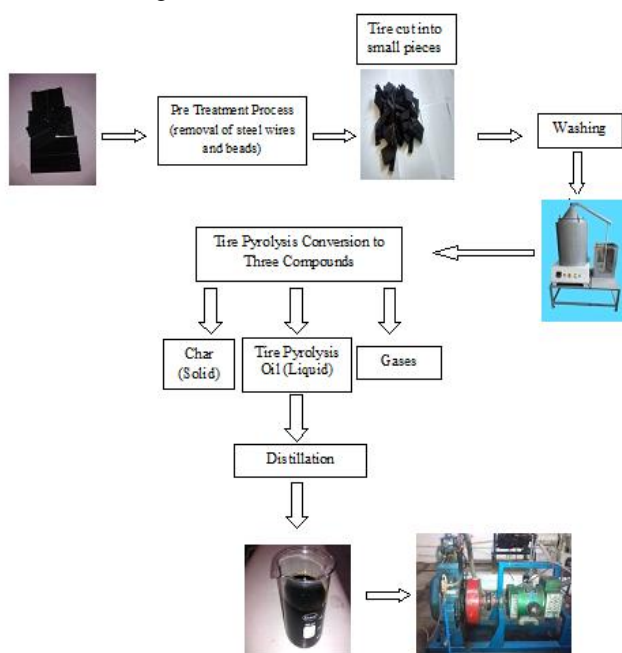 Tire cut into
small pieces
Pre Treatment Process
(removal of steel wires
and beads)
Washing
Tire Pyrolysis Conversion to
Three Compounds
Char
(Solid)
Tire Pyrolysis
Oil (Liquid)
Gases
Distillation